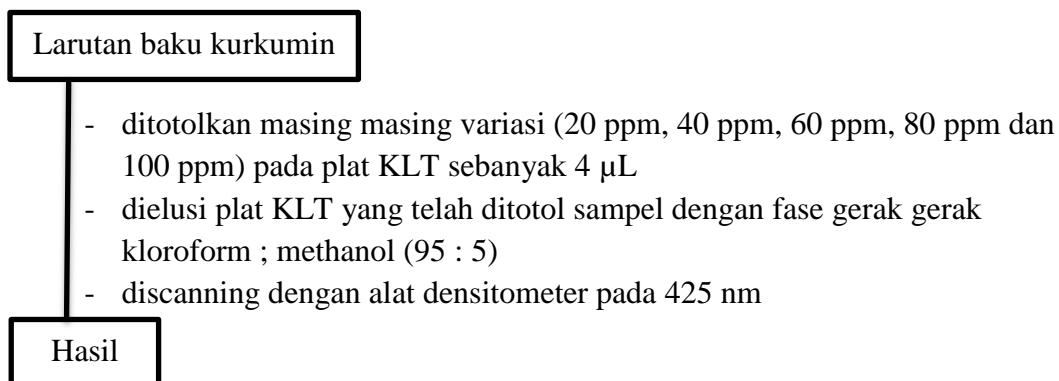 Larutan baku kurkumin
- ditotolkan masing masing variasi (20 ppm, 40 ppm, 60 ppm, 80 ppm dan
100 ppm) pada plat KLT sebanyak 4 μL
- dielusi plat KLT yang telah ditotol sampel dengan fase gerak gerak
kloroform ; methanol (95 : 5)
- discanning dengan alat densitometer pada 425 nm
Hasil